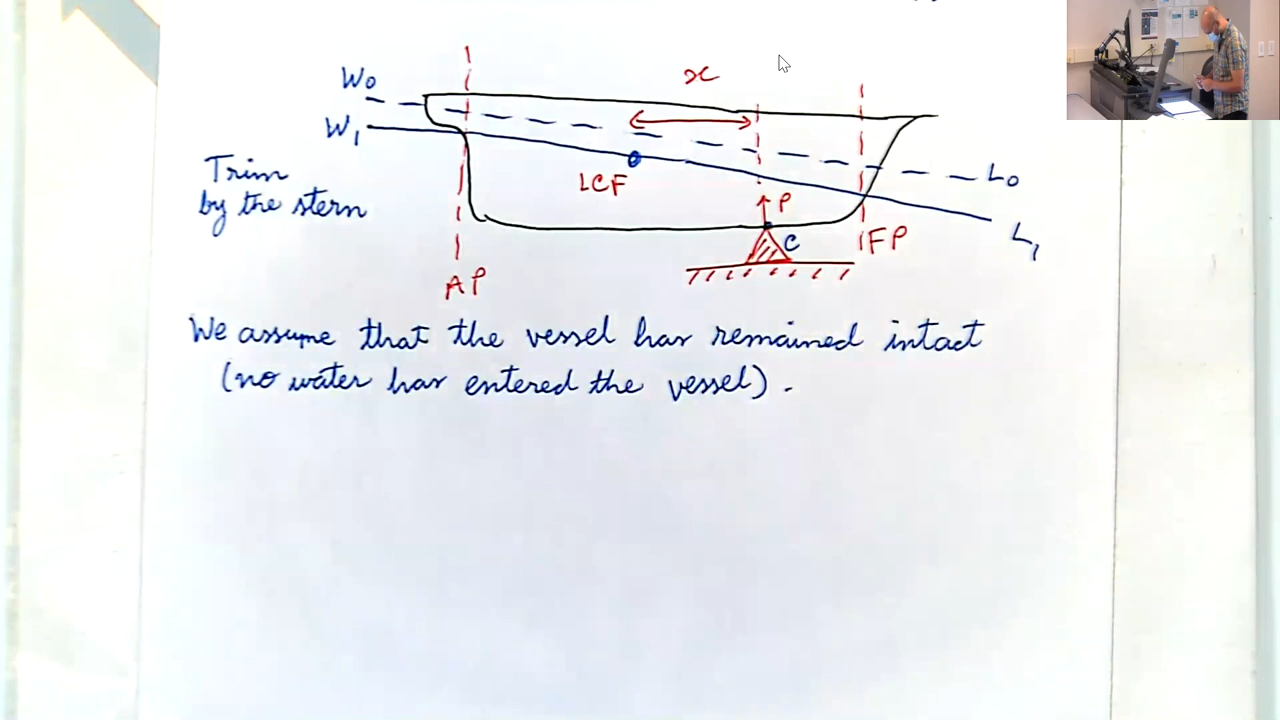 x
W₀
W₁
Trim
by the stern
LCF
P
C
L₀
L₁
AP
FP
We assume that the vessel has remained intact
(no water has entered the vessel).